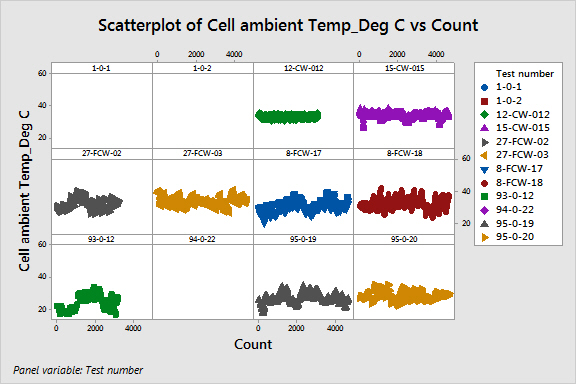 Scatterplot of Cell ambient Temp_Deg C vs Count
0 2000 4000
0 2000 4000
1-0-1
1-0-2
12-CW-012
15-CW-015
60
40
20
27-FCW-02
27-FCW-03
8-FCW-17
8-FCW-18
60
40
20
93-0-12
94-0-22
95-0-19
95-0-20
60
40
20
0 2000 4000
0 2000 4000
Cell ambient Temp_Deg C
Count
Test number
1-0-1
1-0-2
12-CW-012
15-CW-015
27-FCW-02
27-FCW-03
8-FCW-17
8-FCW-18
93-0-12
94-0-22
95-0-19
95-0-20
Panel variable: Test number